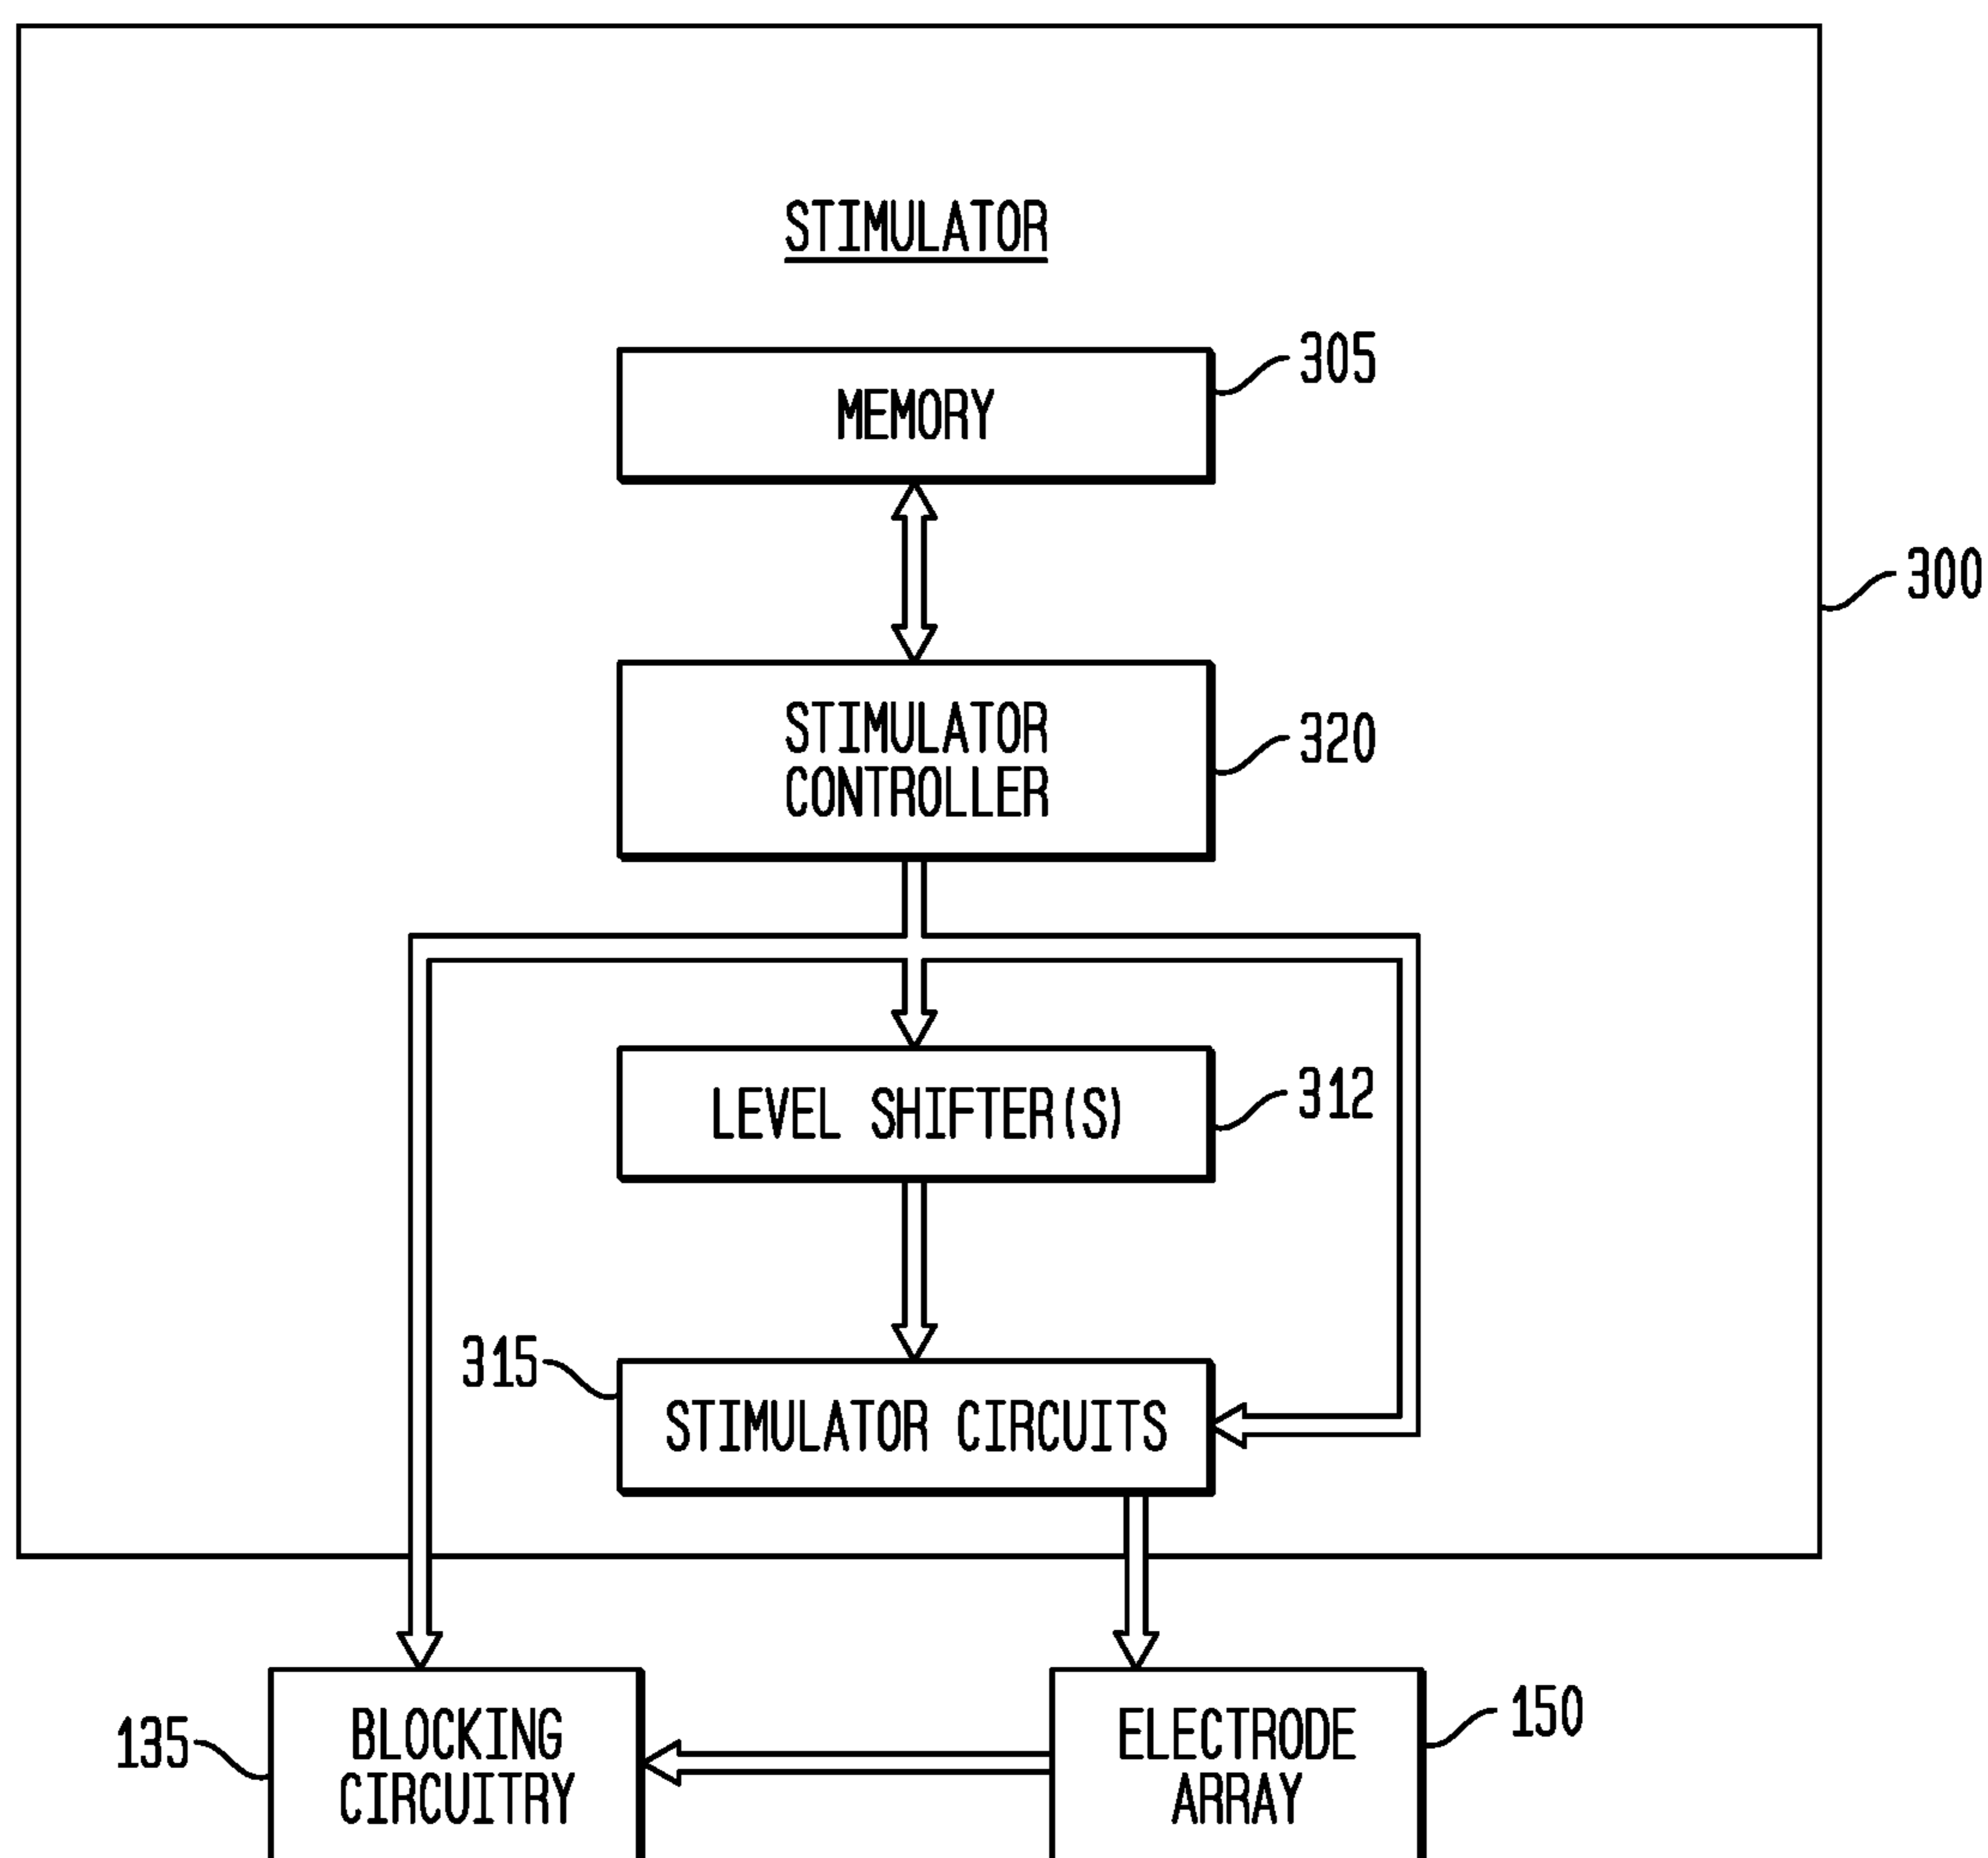 STIMULATOR
305
MEMORY
300
STIMULATOR
CONTROLLER
320
LEVEL SHIFTER(S)
312
315
STIMULATOR CIRCUITS
135
BLOCKING
CIRCUITRY
ELECTRODE
ARRAY
150